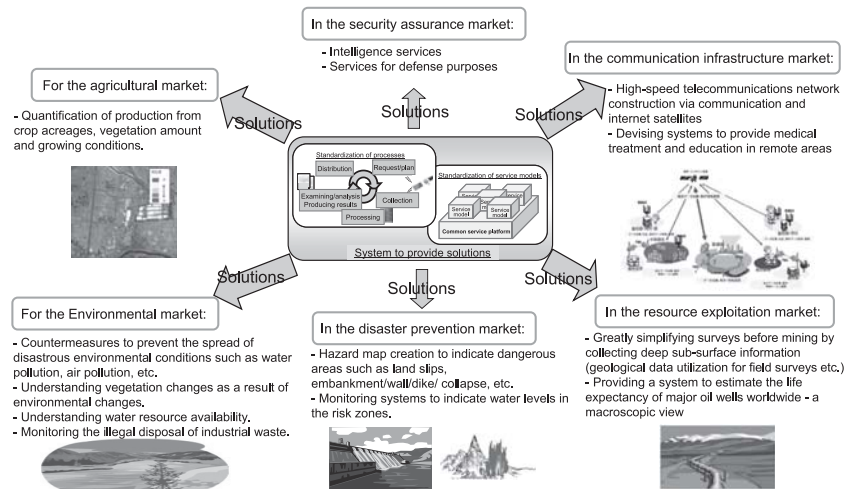 In the security assurance market:
- Intelligence services
- Services for defense purposes
For the agricultural market:
- Quantification of production from
crop acreages, vegetation amount
and growing conditions.
In the communication infrastructure market:
- High-speed telecommunications network
construction via communication and
internet satellites
- Devising systems to provide medical
treatment and education in remote areas
Solutions
Solutions
Solutions
Standardization of processes
Distribution
Request/plan
Examining/analysis
Producing results
Collection
Processing
Standardization of service models
Service
model
Service
model
Service
model
Service
model
Common service platform
System to provide solutions
Solutions
Solutions
Solutions
For the Environmental market:
- Countermeasures to prevent the spread of
disastrous environmental conditions such as water
pollution, air pollution, etc.
- Understanding vegetation changes as a result of
environmental changes.
- Understanding water resource availability.
- Monitoring the illegal disposal of industrial waste.
In the disaster prevention market:
- Hazard map creation to indicate dangerous
areas such as land slips,
embankment/wall/dike/ collapse, etc.
- Monitoring systems to indicate water levels in
the risk zones.
In the resource exploitation market:
- Greatly simplifying surveys before mining by
collecting deep sub-surface information
(geological data utilization for field surveys etc.)
- Providing a system to estimate the life
expectancy of major oil wells worldwide - a
macroscopic view